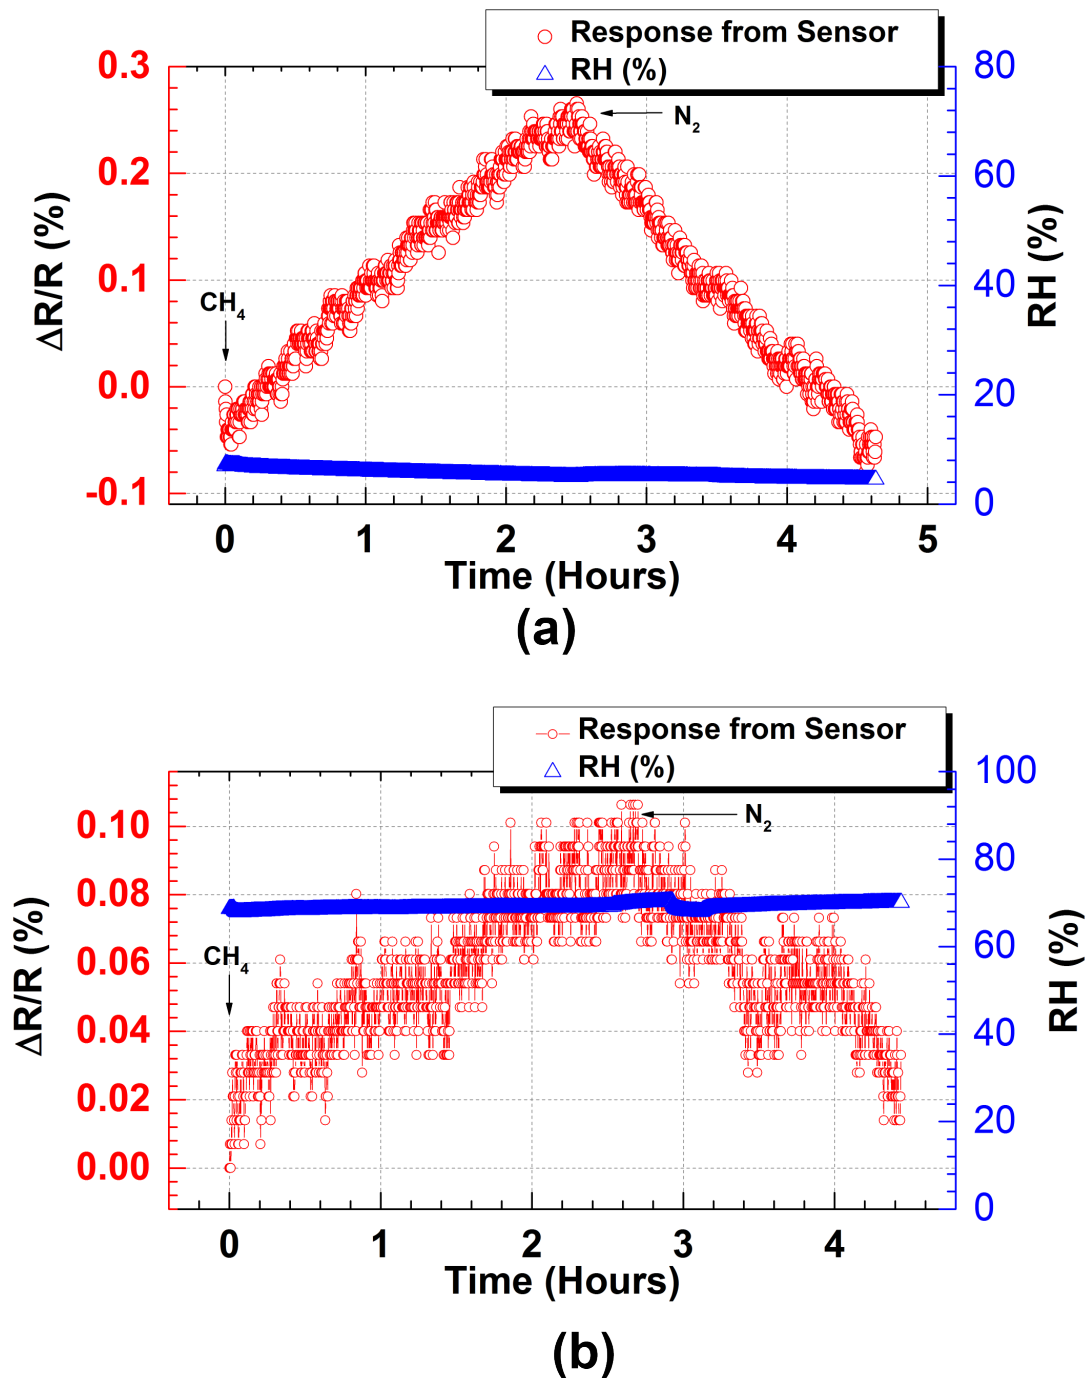 Response from Sensor
RH (%)
0.3
0.2
0.1
0.0
-0.1
ΔR/R (%)
CH4
N2
80
60
40
20
0
RH (%)
0 1 2 3 4 5
Time (Hours)
(a)
Response from Sensor
RH (%)
0.10
0.08
0.06
0.04
0.02
0.00
ΔR/R (%)
CH4
N2
100
80
60
40
20
0
RH (%)
0 1 2 3 4
Time (Hours)
(b)